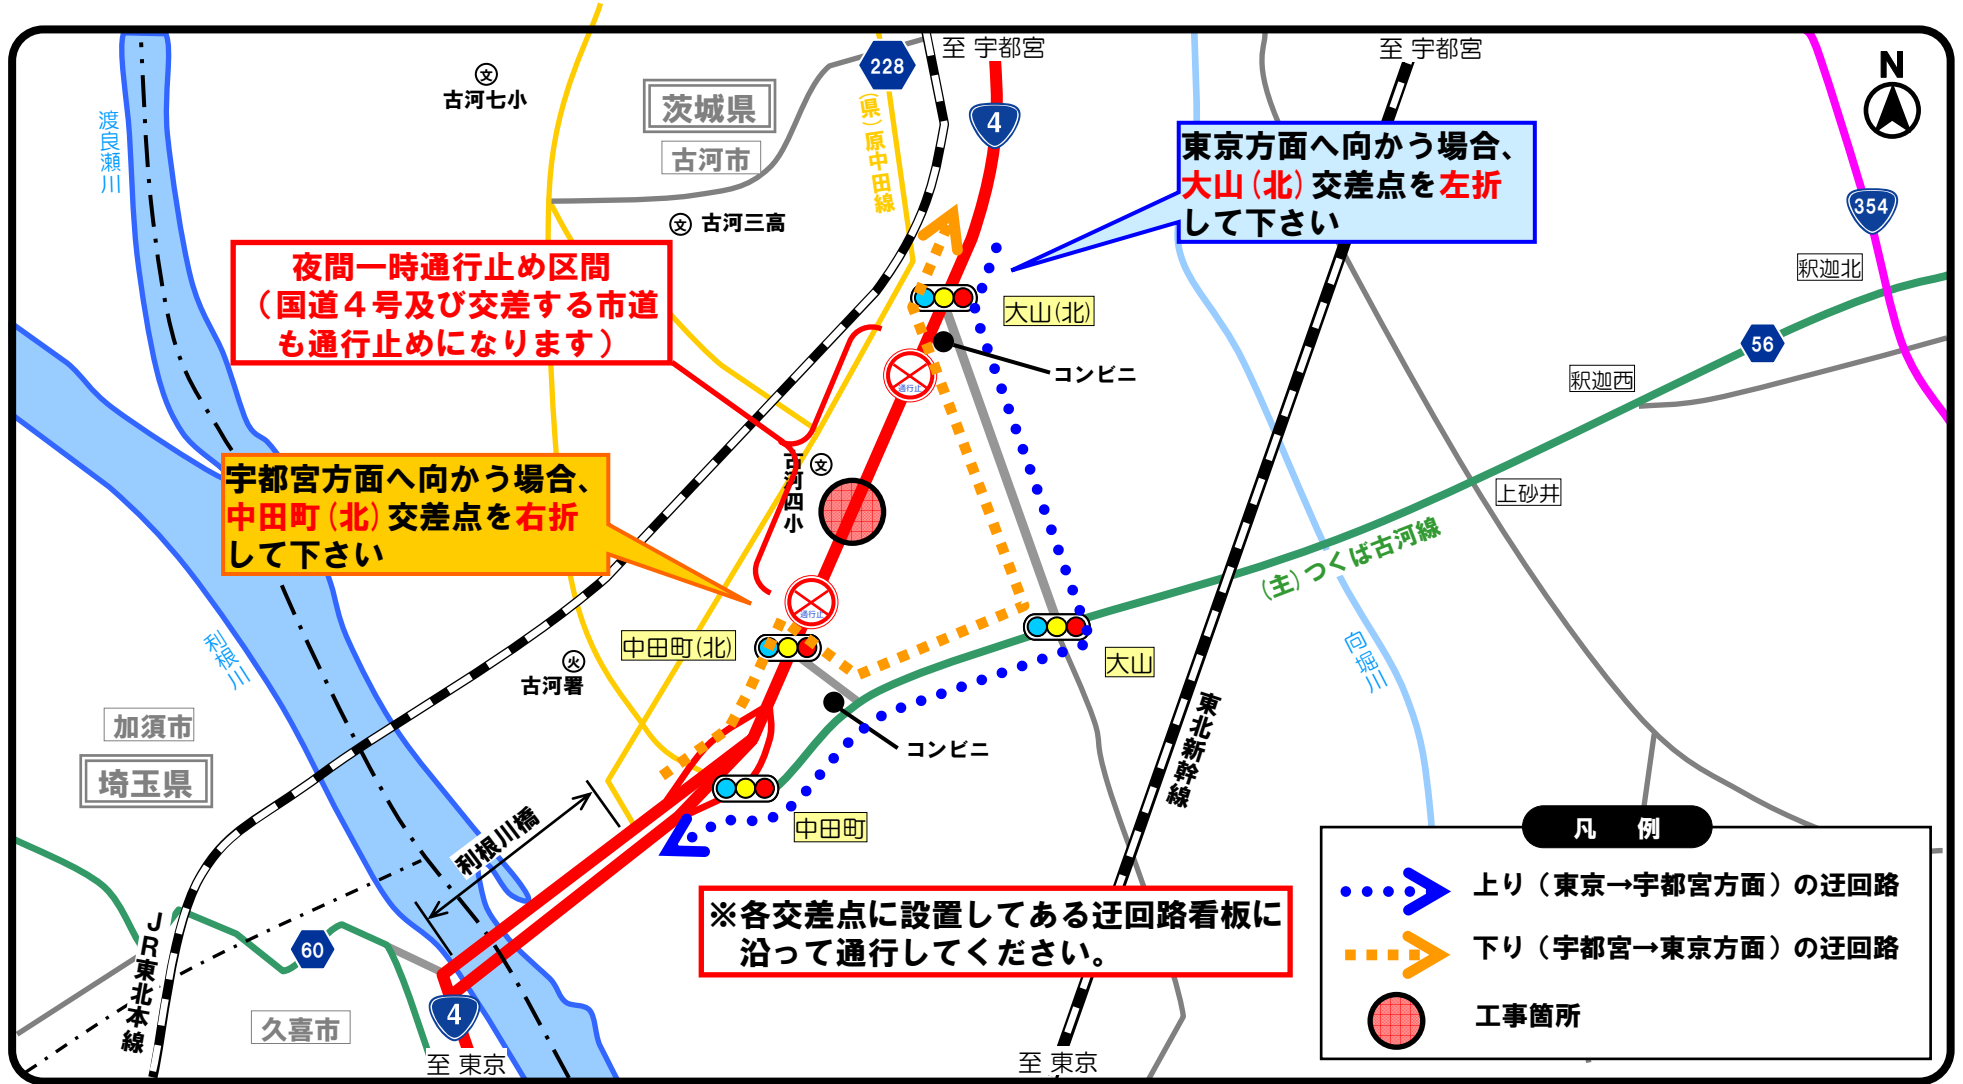 至 宇都宮
至 宇都宮
N
228
古河七小
茨城県
古河市
(県)原中田線
4
渡良瀬川
東京方面へ向かう場合、
大山(北)交差点を左折
して下さい
354
古河三高
夜間一時通行止め区間
(国道4号及び交差する市道
も通行止めになります)
釈迦北
大山(北)
56
コンビニ
通行止
釈迦西
古河四小
宇都宮方面へ向かう場合、
中田町(北)交差点を右折
して下さい
上砂井
(主)つくば古河線
通行止
中田町(北)
大山
利根川
古河署
向堀川
東北新幹線
加須市
埼玉県
コンビニ
中田町
利根川橋
凡 例
上り(東京→宇都宮方面)の迂回路
下り(宇都宮→東京方面)の迂回路
工事箇所
※各交差点に設置してある迂回路看板に
沿って通行してください。
JR東北本線
60
4
久喜市
至 東京
至 東京
文
文
文
火